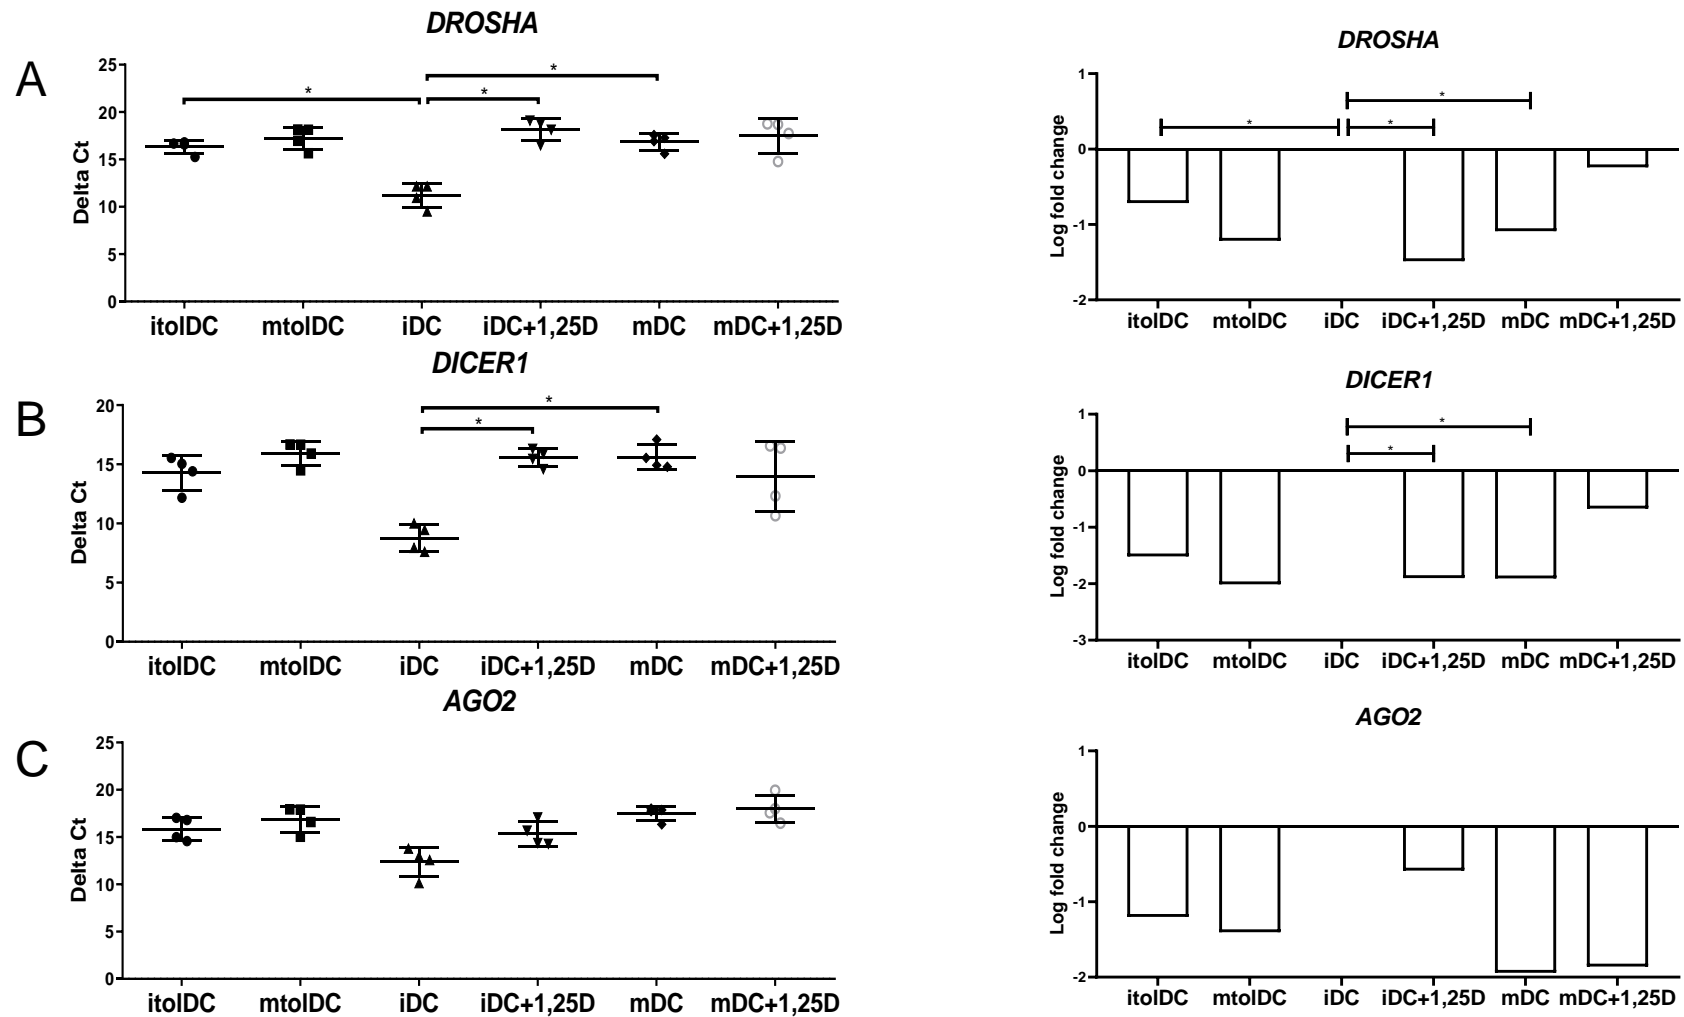 DROSHA
A
25
20
15
10
5
0
Delta Ct
*
*
*
itolDC mtolDC iDC iDC+1,25D mDC mDC+1,25D
DROSHA
1
0
-1
-2
Log fold change
*
*
*
itolDC mtolDC iDC iDC+1,25D mDC mDC+1,25D
DICER1
B
20
15
10
5
0
Delta Ct
*
*
itolDC mtolDC iDC iDC+1,25D mDC mDC+1,25D
DICER1
1
0
-1
-2
-3
Log fold change
*
*
itolDC mtolDC iDC iDC+1,25D mDC mDC+1,25D
AGO2
C
25
20
15
10
5
0
Delta Ct
itolDC mtolDC iDC iDC+1,25D mDC mDC+1,25D
AGO2
1
0
-1
-2
Log fold change
itolDC mtolDC iDC iDC+1,25D mDC mDC+1,25D